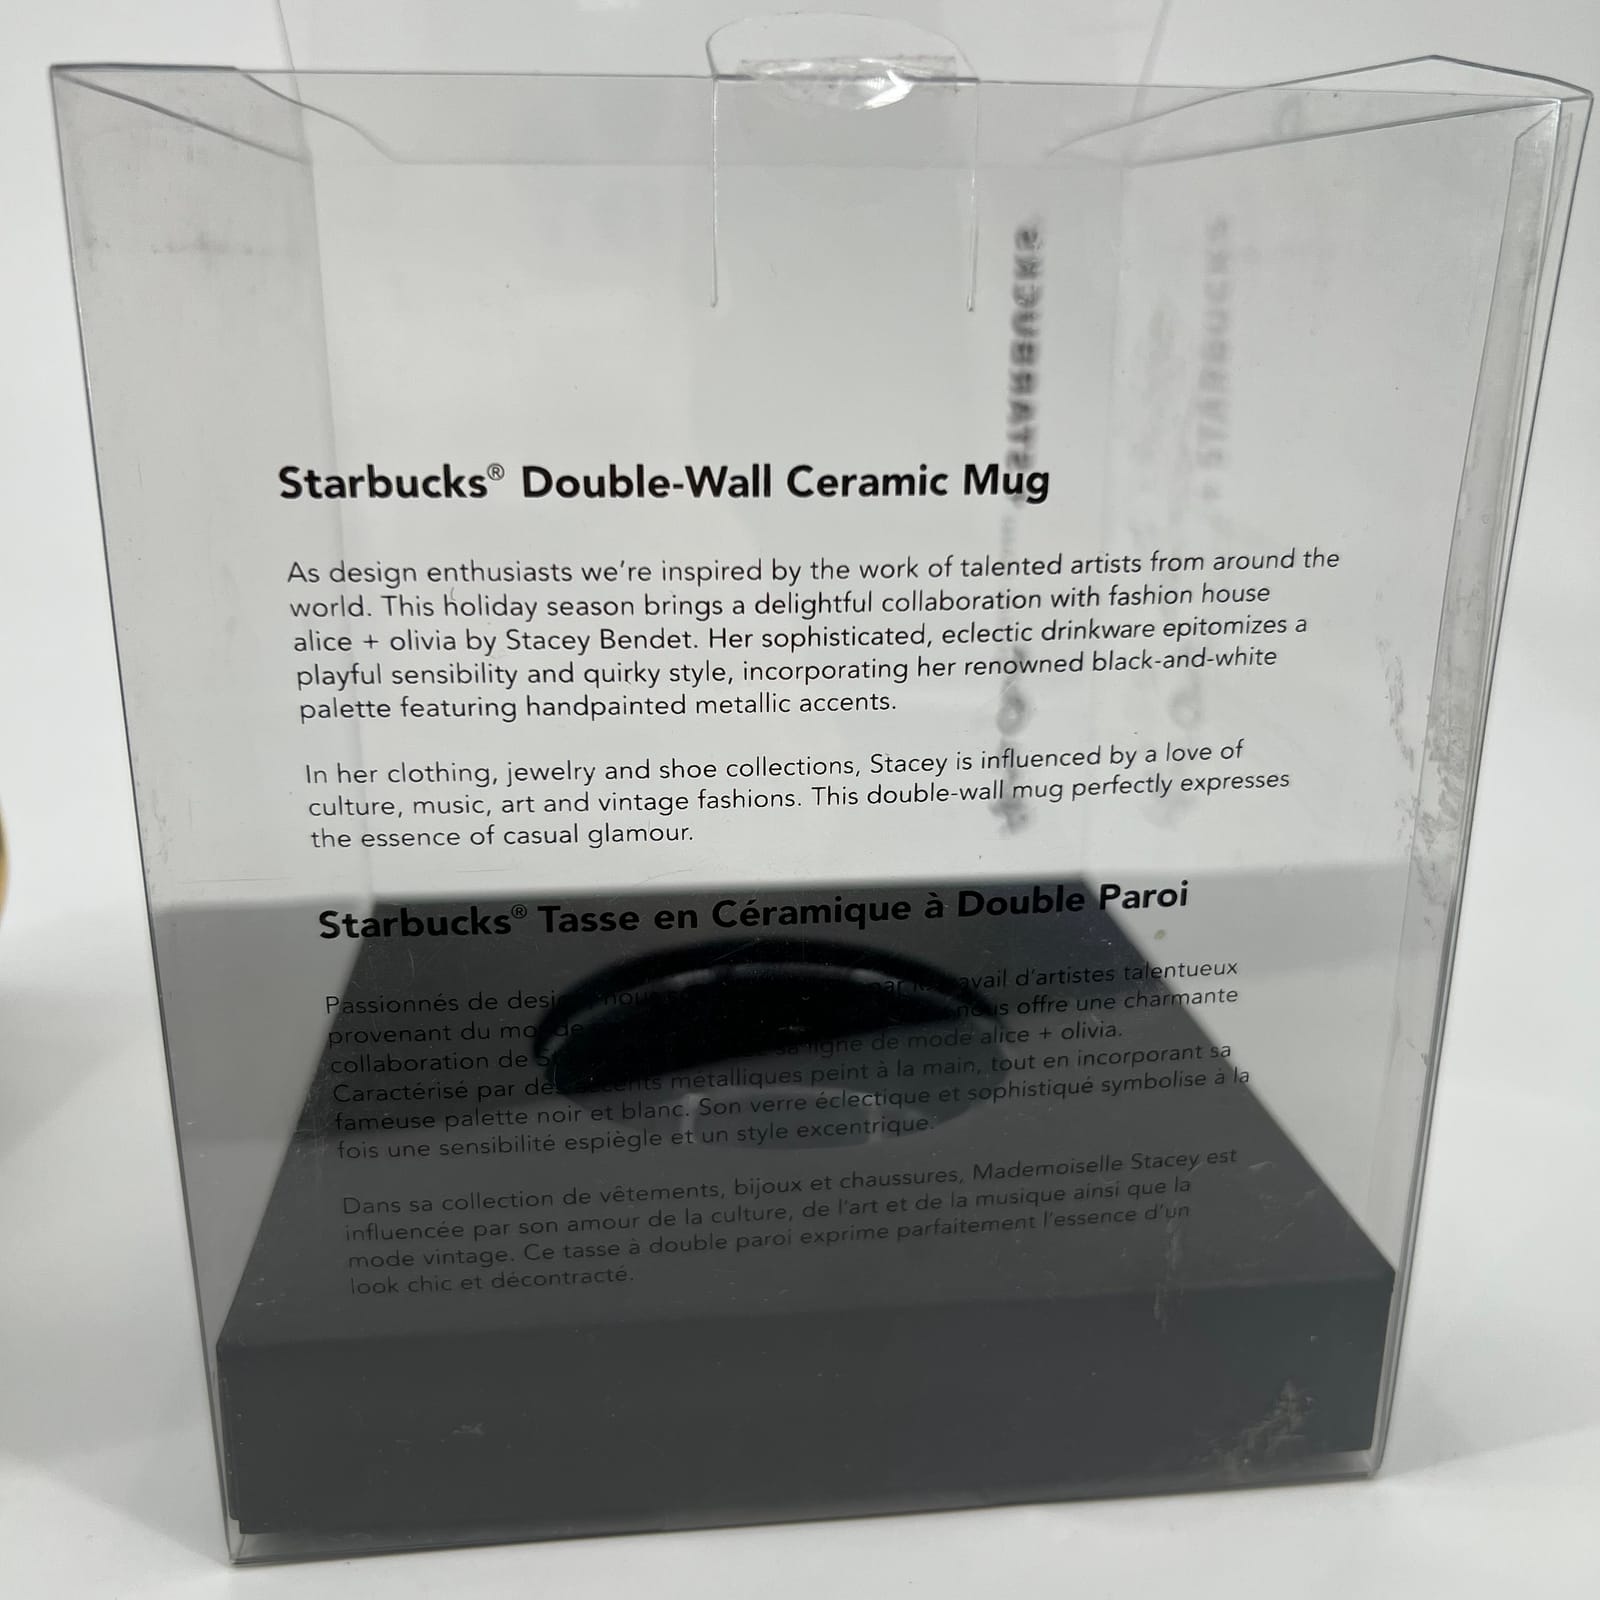 Starbucks® Double-Wall Ceramic Mug
As design enthusiasts we're inspired by the work of talented artists from around the
world. This holiday season brings a delightful collaboration with fashion house
alice + olivia by Stacey Bendet. Her sophisticated, eclectic drinkware epitomizes a
playful sensibility and quirky style, incorporating her renowned black-and-white
palette featuring handpainted metallic accents.
In her clothing, jewelry and shoe collections, Stacey is influenced by a love of
culture, music, art and vintage fashions. This double-wall mug perfectly expresses
the essence of casual glamour.
Starbucks® Tasse en Céramique à Double Paroi
Passionnés de nous par d'artistes talentueux
provenant du nous offre une charmante
collaboration de sa ligne de mode alice + olivia.
Caractérisé par des accents métalliques peint à la main, tout en incorporant sa
fameuse palette noir et blanc. Son verre éclectique et sophistiqué symbolise à la
fois une sensibilité espiègle et un style excentrique.
Dans sa collection de vêtements, bijoux et chaussures, Mademoiselle Stacey est
influencée par son amour de la culture, de l'art et de la musique ainsi que la
mode vintage. Ce tasse à double paroi exprime parfaitement l'essence d'un
look chic et décontracté.
STARBUCKS